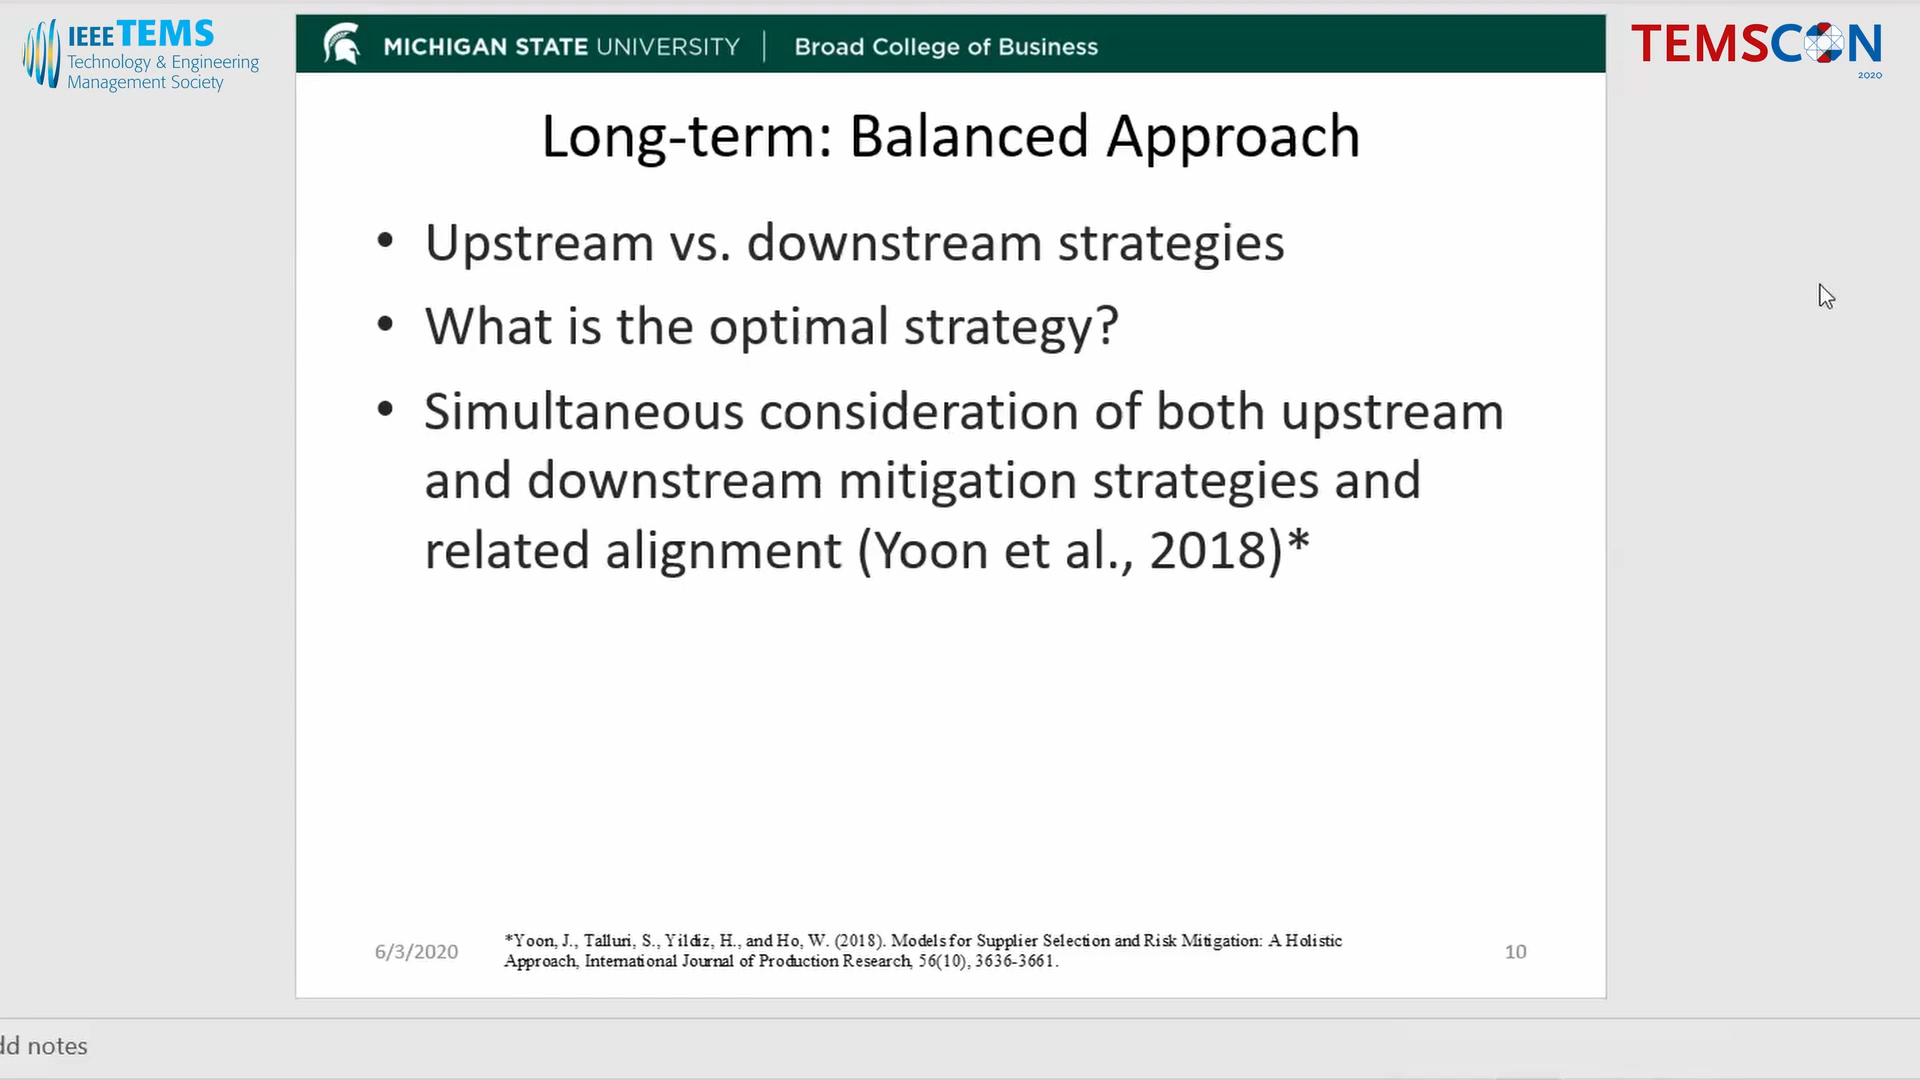 IEEE TEMS
Technology & Engineering
Management Society
MICHIGAN STATE UNIVERSITY | Broad College of Business
TEMSCON
2020
Long-term: Balanced Approach
• Upstream vs. downstream strategies
• What is the optimal strategy?
• Simultaneous consideration of both upstream
and downstream mitigation strategies and
related alignment (Yoon et al., 2018)*
6/3/2020
*Yoon, J., Talluri, S., Yildiz, H., and Ho, W. (2018). Models for Supplier Selection and Risk Mitigation: A Holistic
Approach, International Journal of Production Research, 56(10), 3636-3661.
10
dd notes